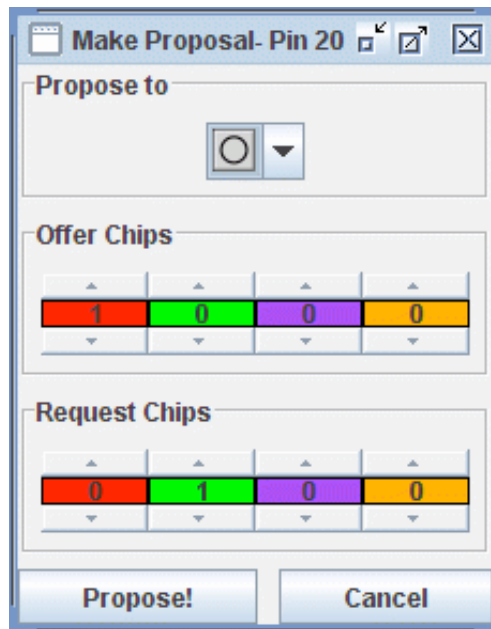 Make Proposal- Pin 20
Propose to
Offer Chips
1 0 0 0
Request Chips
0 1 0 0
Propose! Cancel